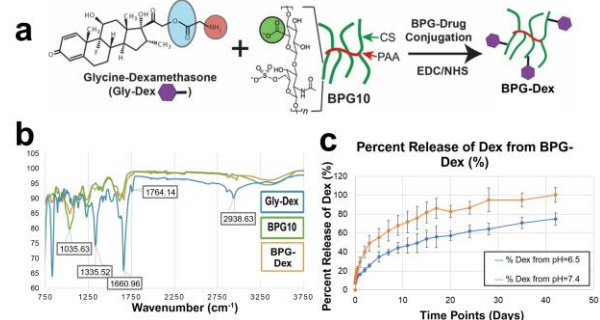 a
HO
O
O
NH₂
CH₃
OH
CH₃
H
F
H
CH₃
O
Glycine-Dexamethasone
(Gly-Dex
)
+
n
BPG10
CS
PAA
BPG-Drug
Conjugation
EDC/NHS
BPG-Dex
b
105
100
95
90
85
80
75
70
65
60
1764.14
2938.63
1035.63
1335.52
1660.96
Gly-Dex
BPG10
BPG-
Dex
750
1250
1750
2250
2750
3250
3750
Wavenumber (cm⁻¹)
c
Percent Release of Dex from BPG-
Dex (%)
Percent Release of Dex (%)
120
100
80
60
40
20
0
% Dex from pH=6.5
% Dex from pH=7.4
0
10
20
30
40
50
Time Points (Days)